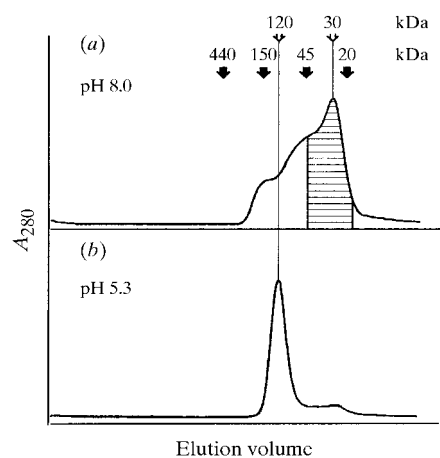 120 30 kDa
(a) 440 150 45 20 kDa
pH 8.0
A280
(b)
pH 5.3
Elution volume